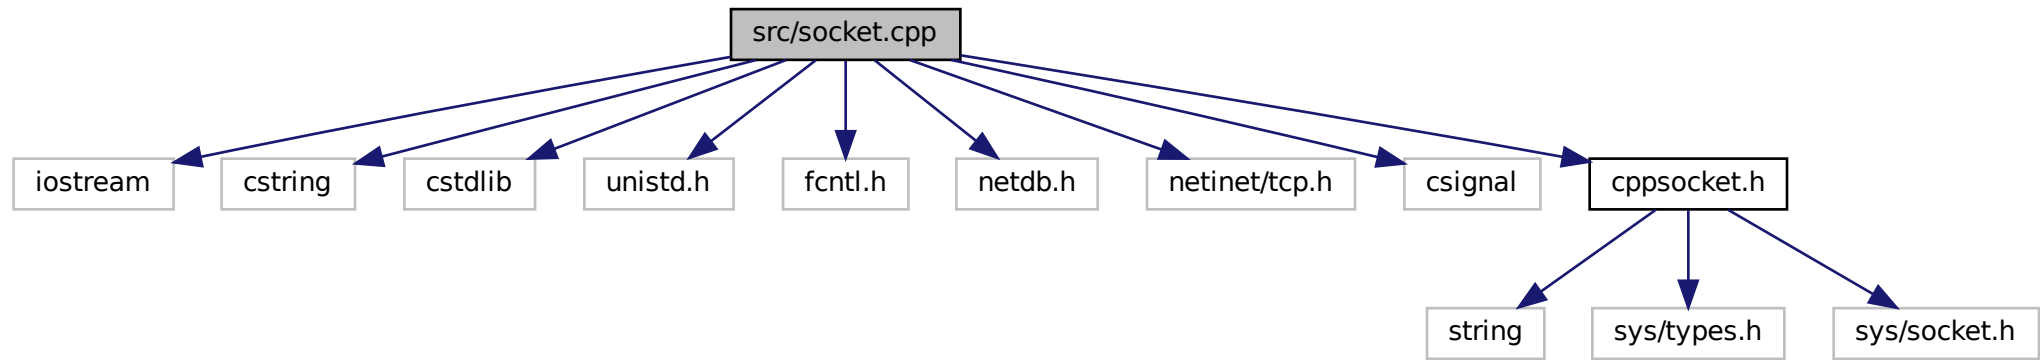 src/socket.cpp
iostream
cstring
cstdlib
unistd.h
fcntl.h
netdb.h
netinet/tcp.h
csignal
cppsocket.h
string
sys/types.h
sys/socket.h